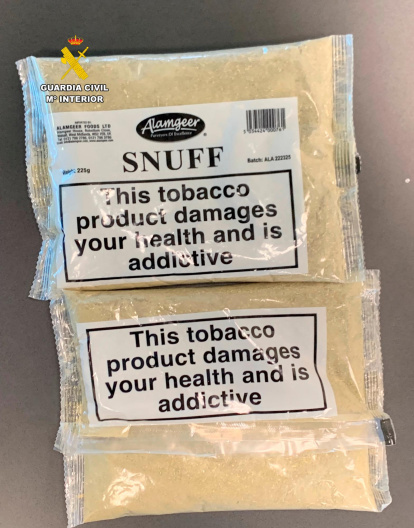 GUARDIA CIVIL
Mº INTERIOR
ALAMGEER FOODS LTD
Alamgeer
SNUFF
225g
Batch: ALA 222325
This tobacco
product damages
your health and is
addictive
This tobacco
product damages
your health and is
addictive